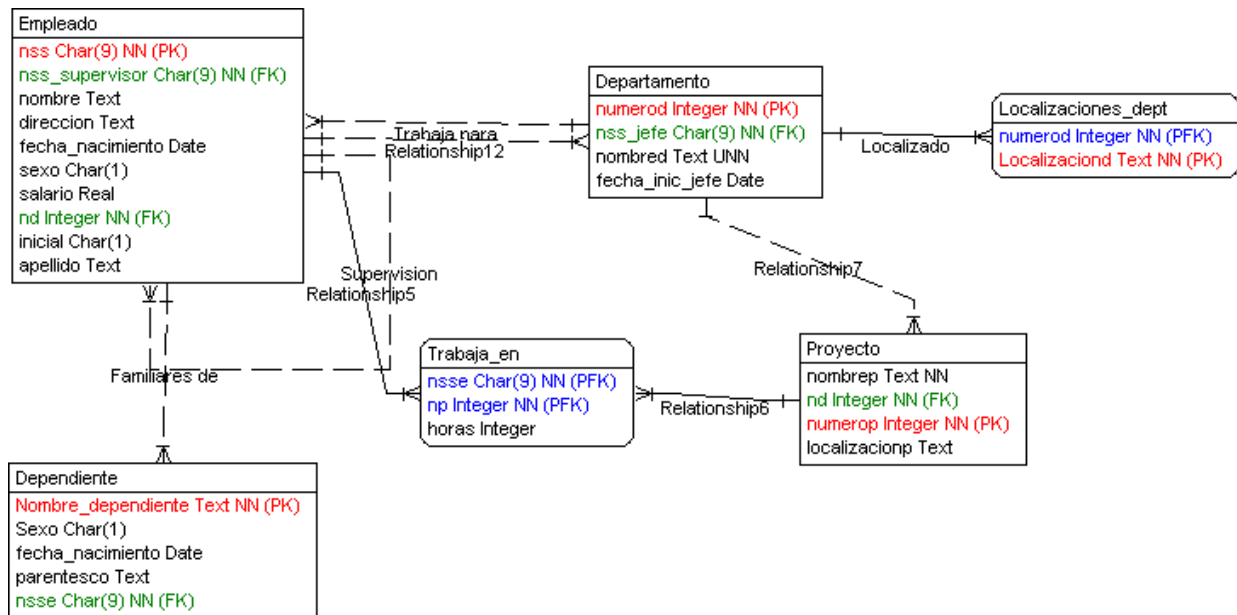 Empleado
nss Char(9) NN (PK)
nss_supervisor Char(9) NN (FK)
nombre Text
direccion Text
fecha_nacimiento Date
sexo Char(1)
salario Real
nd Integer NN (FK)
inicial Char(1)
apellido Text
Trabaja para
Relationship12
Departamento
numerod Integer NN (PK)
nss_jefe Char(9) NN (FK)
nombred Text UNN
fecha_inic_jefe Date
Localizado
Localizaciones_dept
numerod Integer NN (PFK)
Localizaciond Text NN (PK)
Supervision
Relationship5
Relationship7
Familiares de
Trabaja_en
nsse Char(9) NN (PFK)
np Integer NN (PFK)
horas Integer
Relationship6
Proyecto
nombrep Text NN
nd Integer NN (FK)
numerop Integer NN (PK)
localizacionp Text
Dependiente
Nombre_dependiente Text NN (PK)
Sexo Char(1)
fecha_nacimiento Date
parentesco Text
nsse Char(9) NN (FK)